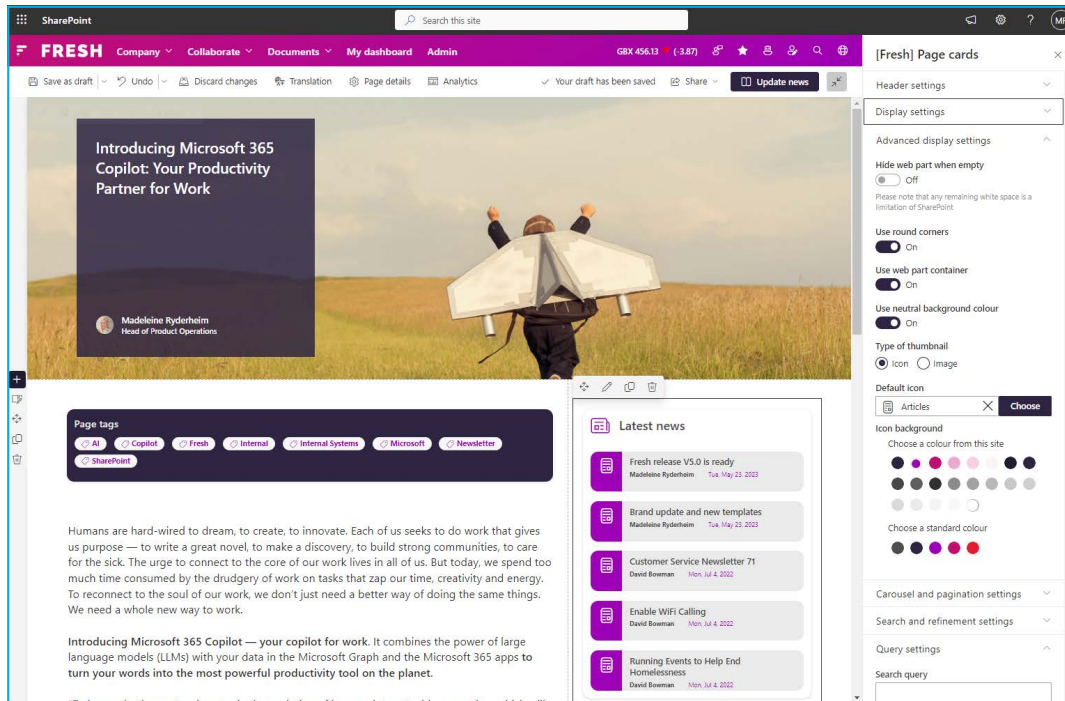 SharePoint
Search this site
?
FRESH
Company
Collaborate
Documents
My dashboard
Admin
GBX 456.13 (-3.87)
Save as draft
Undo
Discard changes
Translation
Page details
Analytics
Your draft has been saved
Share
Update news
Introducing Microsoft 365
Copilot: Your Productivity
Partner for Work
Madeleine Ryderheim
Head of Product Operations
Page tags
AI
Copilot
Fresh
Internal
Internal Systems
Microsoft
Newsletter
SharePoint
Humans are hard-wired to dream, to create, to innovate. Each of us seeks to do work that gives
us purpose — to write a great novel, to make a discovery, to build strong communities, to care
for the sick. The urge to connect to the core of our work lives in all of us. But today, we spend too
much time consumed by the drudgery of work on tasks that zap our time, creativity and energy.
To reconnect to the soul of our work, we don't just need a better way of doing the same things.
We need a whole new way to work.
Introducing Microsoft 365 Copilot — your copilot for work. It combines the power of large
language models (LLMs) with your data in the Microsoft Graph and the Microsoft 365 apps to
turn your words into the most powerful productivity tool on the planet.
Latest news
Fresh release V5.0 is ready
Madeleine Ryderheim Tue, May 23, 2023
Brand update and new templates
Madeleine Ryderheim Tue, May 23, 2023
Customer Service Newsletter 71
David Bowman Mon, Jul 4, 2022
Enable WiFi Calling
David Bowman Mon, Jul 4, 2022
Running Events to Help End
Homelessness
David Bowman Mon, Jul 4, 2022
[Fresh] Page cards
Header settings
Display settings
Advanced display settings
Hide web part when empty
Off
Please note that any remaining white space is a
limitation of SharePoint
Use round corners
On
Use web part container
On
Use neutral background colour
On
Type of thumbnail
Icon
Image
Default icon
Articles
Choose
Icon background
Choose a colour from this site
Choose a standard colour
Carousel and pagination settings
Search and refinement settings
Query settings
Search query